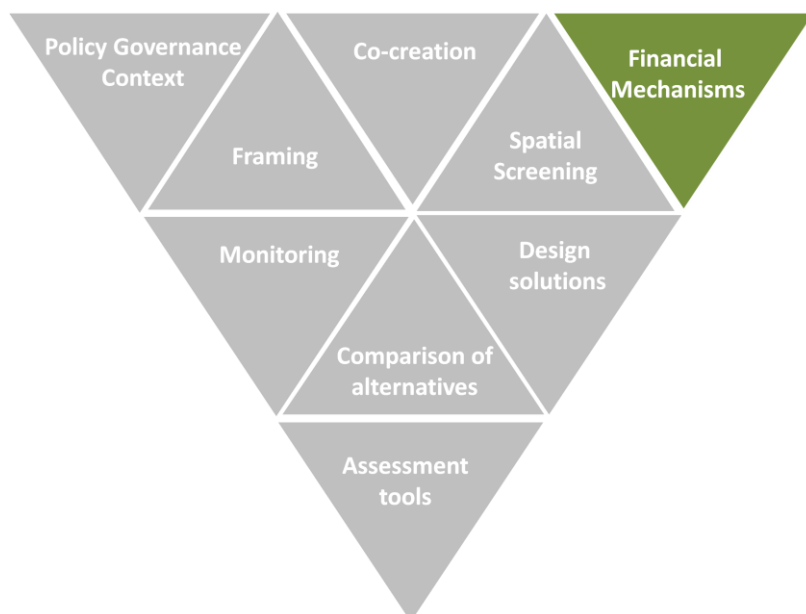 Policy Governance
Context
Co-creation
Financial
Mechanisms
Framing
Spatial
Screening
Monitoring
Design
solutions
Comparison of
alternatives
Assessment
tools